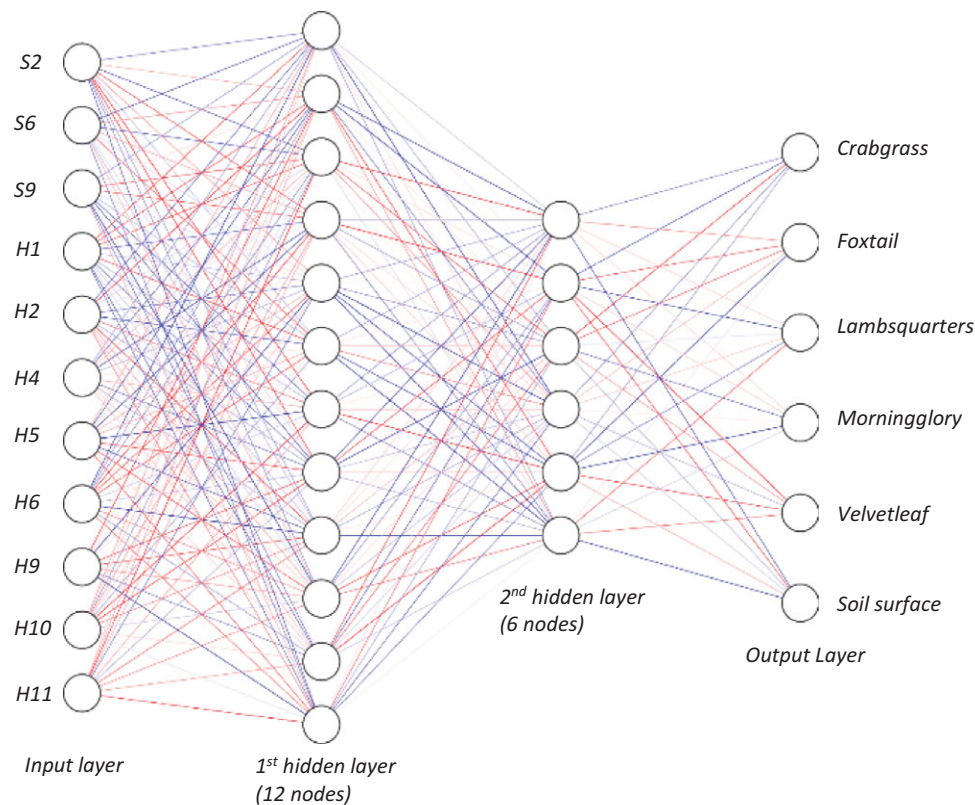 S2
S6
S9
H1
H2
H4
H5
H6
H9
H10
H11
Input layer
1st hidden layer
(12 nodes)
2nd hidden layer
(6 nodes)
Crabgrass
Foxtail
Lambsquarters
Morningglory
Velvetleaf
Soil surface
Output Layer